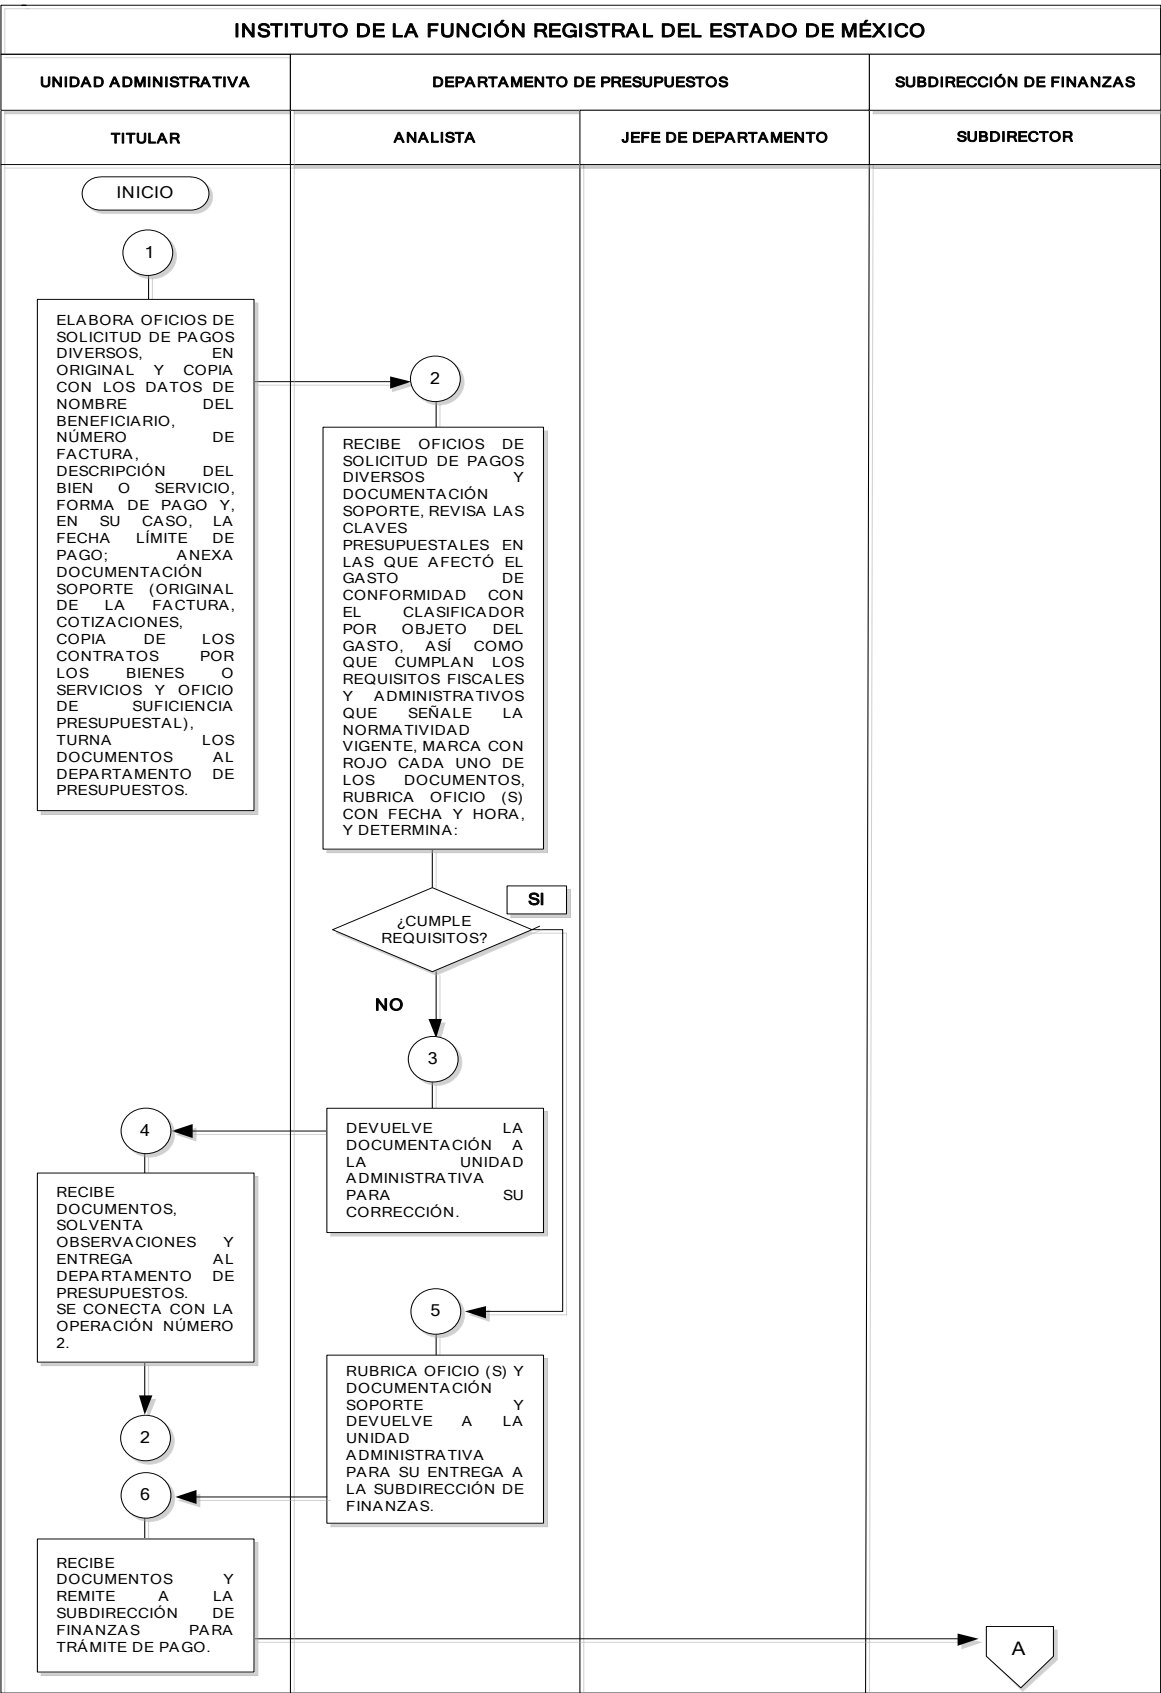 INSTITUTO DE LA FUNCIÓN REGISTRAL DEL ESTADO DE MÉXICO
UNIDAD ADMINISTRATIVA
DEPARTAMENTO DE PRESUPUESTOS
SUBDIRECCIÓN DE FINANZAS
TITULAR
ANALISTA
JEFE DE DEPARTAMENTO
SUBDIRECTOR
INICIO
1
ELABORA OFICIOS DE
SOLICITUD DE PAGOS
DIVERSOS, EN
ORIGINAL Y COPIA
CON LOS DATOS DE
NOMBRE DEL
BENEFICIARIO,
NÚMERO DE
FACTURA,
DESCRIPCIÓN DEL
BIEN O SERVICIO,
FORMA DE PAGO Y,
EN SU CASO, LA
FECHA LÍMITE DE
PAGO; ANEXA
DOCUMENTACIÓN
SOPORTE (ORIGINAL
DE LA FACTURA,
COTIZACIONES,
COPIA DE LOS
CONTRATOS POR
LOS BIENES O
SERVICIOS Y OFICIO
DE SUFICIENCIA
PRESUPUESTAL),
TURNA LOS
DOCUMENTOS AL
DEPARTAMENTO DE
PRESUPUESTOS.
2
RECIBE OFICIOS DE
SOLICITUD DE PAGOS
DIVERSOS Y
DOCUMENTACIÓN
SOPORTE, REVISA LAS
CLAVES
PRESUPUESTALES EN
LAS QUE AFECTÓ EL
GASTO DE
CONFORMIDAD CON
EL CLASIFICADOR
POR OBJETO DEL
GASTO, ASÍ COMO
QUE CUMPLAN LOS
REQUISITOS FISCALES
Y ADMINISTRATIVOS
QUE SEÑALE LA
NORMATIVIDAD
VIGENTE, MARCA CON
ROJO CADA UNO DE
LOS DOCUMENTOS,
RUBRICA OFICIO (S)
CON FECHA Y HORA,
Y DETERMINA:
SI
¿CUMPLE
REQUISITOS?
NO
3
DEVUELVE LA
DOCUMENTACIÓN A
LA UNIDAD
ADMINISTRATIVA
PARA SU
CORRECCIÓN.
4
RECIBE
DOCUMENTOS,
SOLVENTA
OBSERVACIONES Y
ENTREGA AL
DEPARTAMENTO DE
PRESUPUESTOS.
SE CONECTA CON LA
OPERACIÓN NÚMERO
2.
2
5
RUBRICA OFICIO (S) Y
DOCUMENTACIÓN
SOPORTE Y
DEVUELVE A LA
UNIDAD
ADMINISTRATIVA
PARA SU ENTREGA A
LA SUBDIRECCIÓN DE
FINANZAS.
6
RECIBE
DOCUMENTOS Y
REMITE A LA
SUBDIRECCIÓN DE
FINANZAS PARA
TRÁMITE DE PAGO.
A